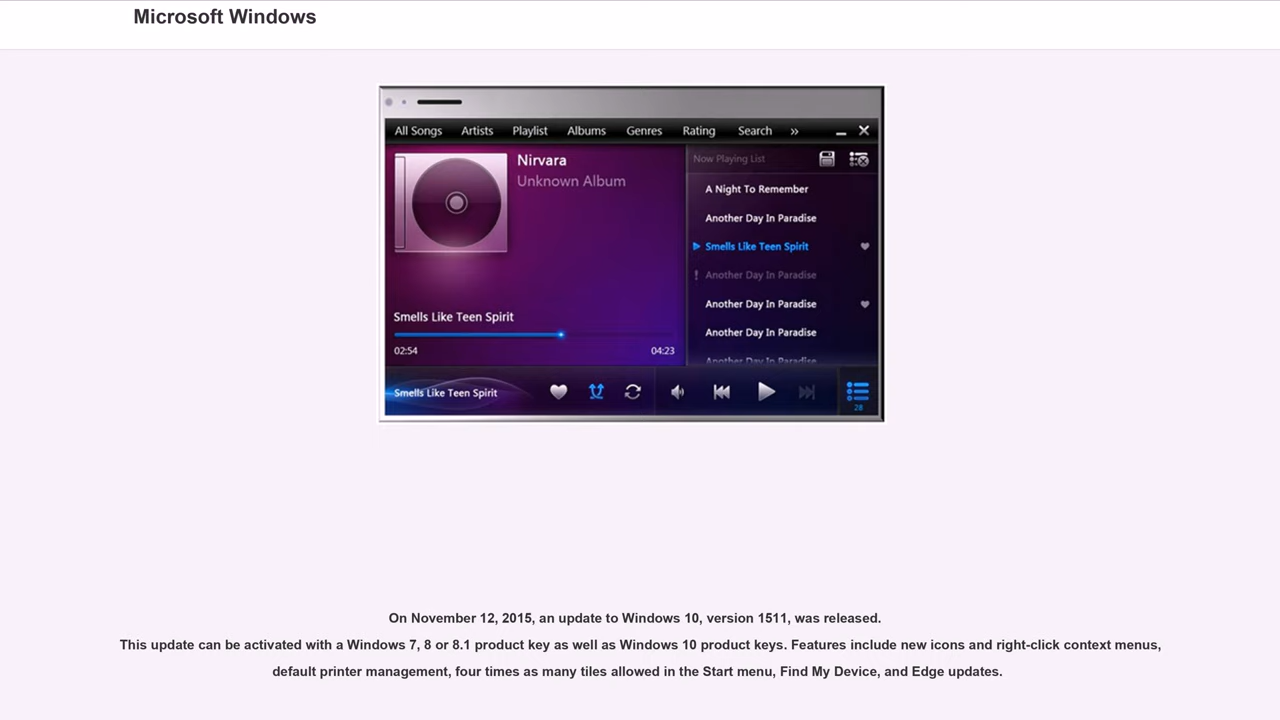 Microsoft Windows
All Songs Artists Playlist Albums Genres Rating Search »
Nirvara
Unknown Album
Now Playing List
A Night To Remember
Another Day In Paradise
Smells Like Teen Spirit
Another Day In Paradise
Another Day In Paradise
Another Day In Paradise
Another Day In Paradise
Smells Like Teen Spirit
02:54 04:23
Smells Like Teen Spirit
28
On November 12, 2015, an update to Windows 10, version 1511, was released.
This update can be activated with a Windows 7, 8 or 8.1 product key as well as Windows 10 product keys. Features include new icons and right-click context menus,
default printer management, four times as many tiles allowed in the Start menu, Find My Device, and Edge updates.